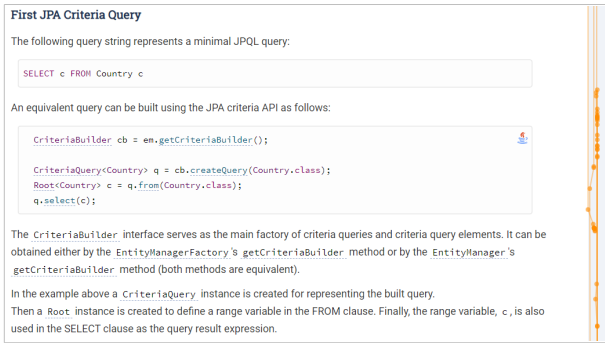 First JPA Criteria Query
The following query string represents a minimal JPQL query:
SELECT c FROM Country c
An equivalent query can be built using the JPA criteria API as follows:
CriteriaBuilder cb = em.getCriteriaBuilder();
CriteriaQuery<Country> q = cb.createQuery(Country.class);
Root<Country> c = q.from(Country.class);
q.select(c);
The CriteriaBuilder interface serves as the main factory of criteria queries and criteria query elements. It can be
obtained either by the EntityManagerFactory's getCriteriaBuilder method or by the EntityManager's
getCriteriaBuilder method (both methods are equivalent).
In the example above a CriteriaQuery instance is created for representing the built query.
Then a Root instance is created to define a range variable in the FROM clause. Finally, the range variable, c, is also
used in the SELECT clause as the query result expression.